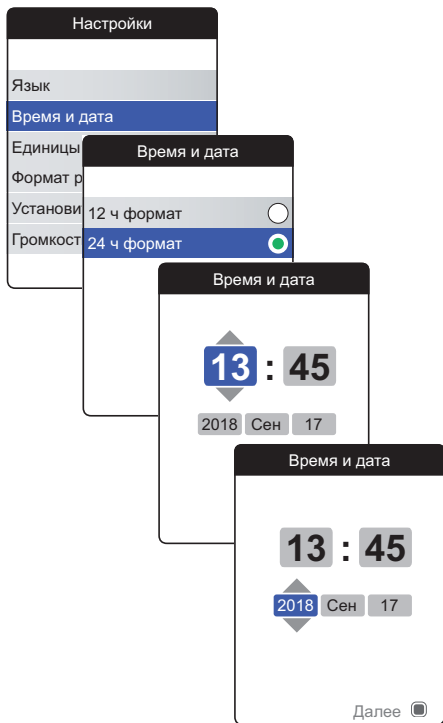 Настройки
Язык
Время и дата
Единицы
Формат р
Установи
Громкост
Время и дата
12 ч формат
24 ч формат
Время и дата
13 : 45
2018 Сен 17
Время и дата
13 : 45
2018 Сен 17
Далее